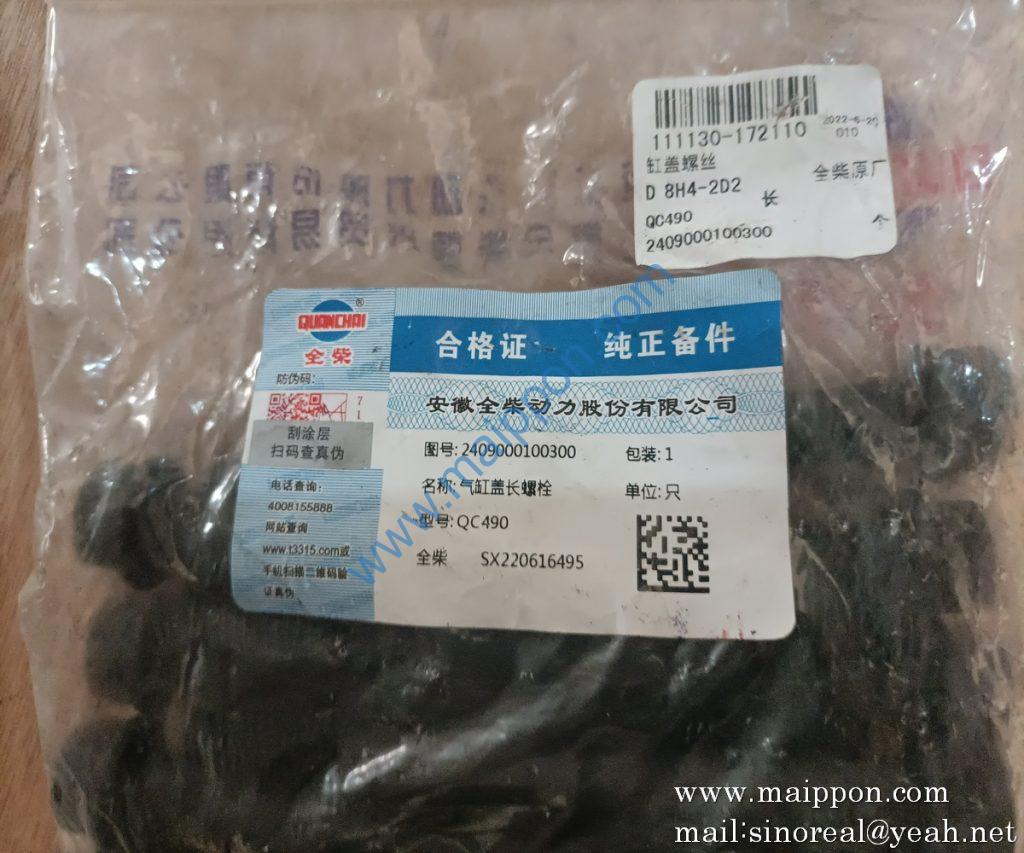 111130-172110
2022-6-20
010
缸盖螺丝
全柴原厂
D 8H4-2D2
长
QC490
个
2409000100300
QUANCHAI
®
全柴
合格证 纯正备件
防伪码:
7
1
刮涂层
扫码查真伪
安徽全柴动力股份有限公司
图号: 2409000100300 包装: 1
名称: 气缸盖长螺栓 单位: 只
型号: QC490
全柴 SX220616495
电话查询:
4008155888
网站查询
www.t3315.com或
手机扫描二维码验
证真伪
www.maippon.com
www.maippon.com
mail:sinoreal@yeah.net